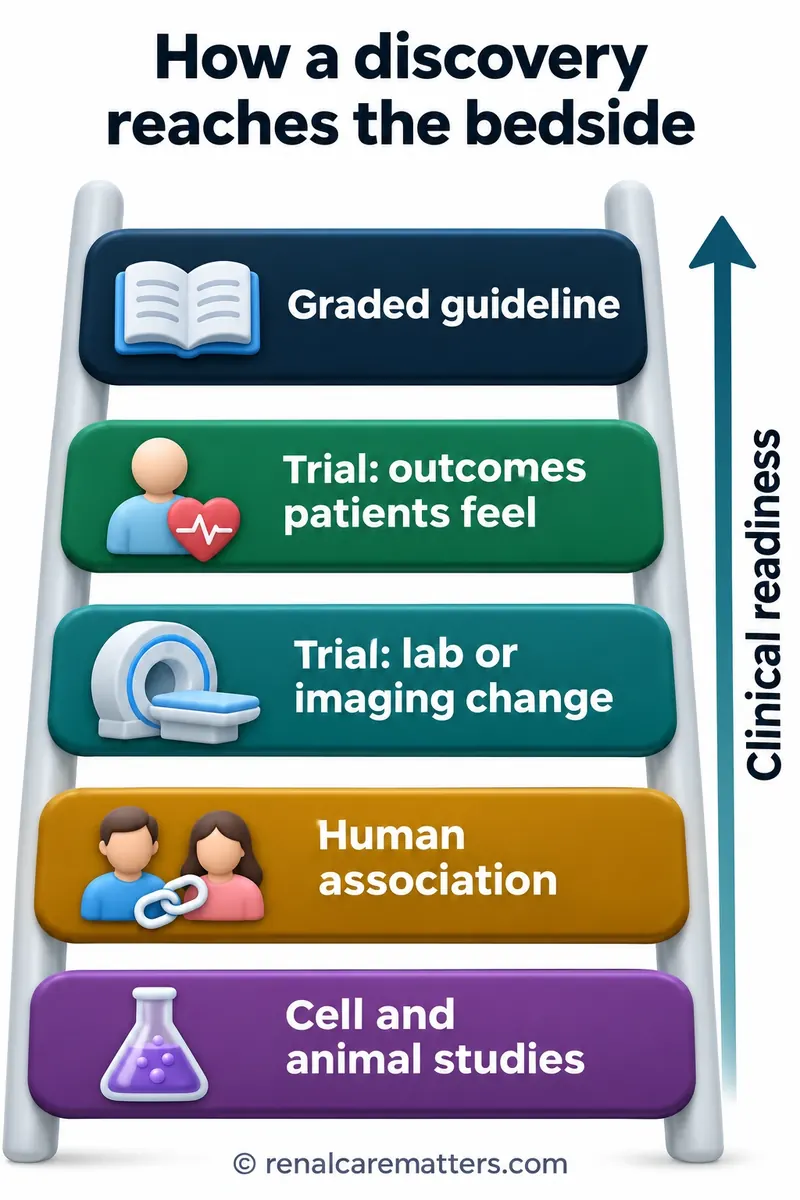 How a discovery
reaches the bedside
Graded guideline
Trial: outcomes
patients feel
Trial: lab or
imaging change
Human
association
Cell and
animal studies
Clinical readiness
© renalcarematters.com